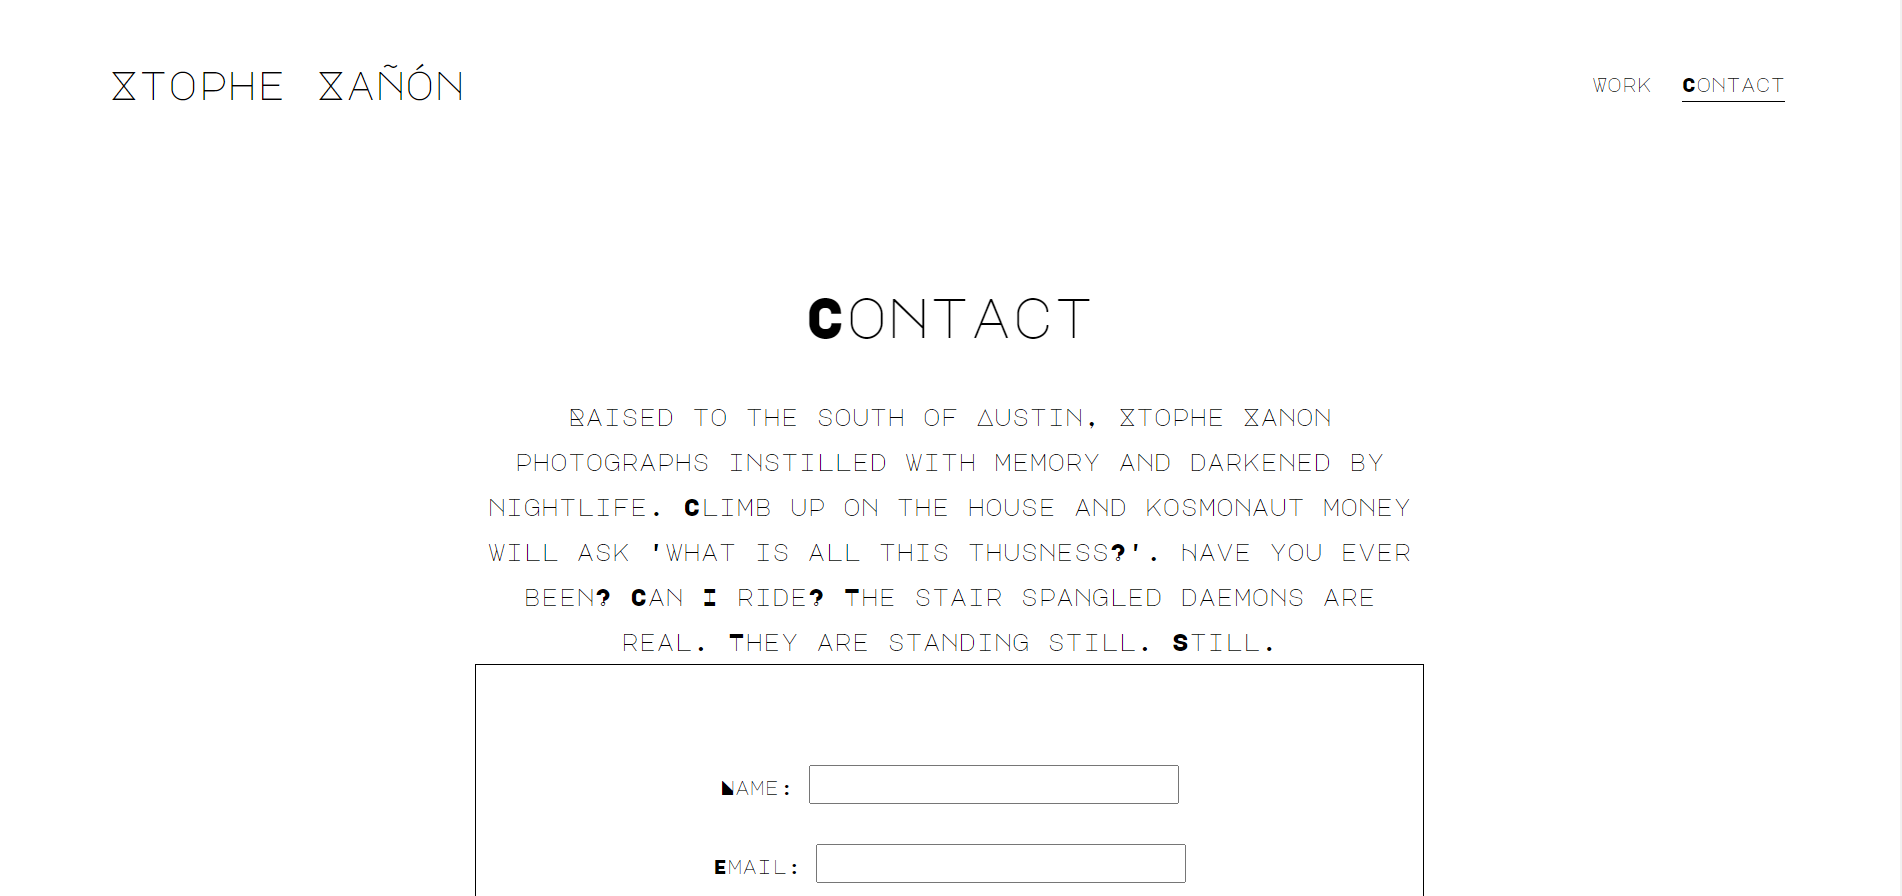 Xtophe Xañón
Work Contact
Contact
Raised to the south of Austin, Xtophe Xanon
photographs instilled with memory and darkened by
nightlife. Climb up on the house and kosmonaut money
will ask 'what is all this thusness?'. Have you ever
been? Can I ride? The stair spangled daemons are
real. They are standing still. Still.
Name:
Email: